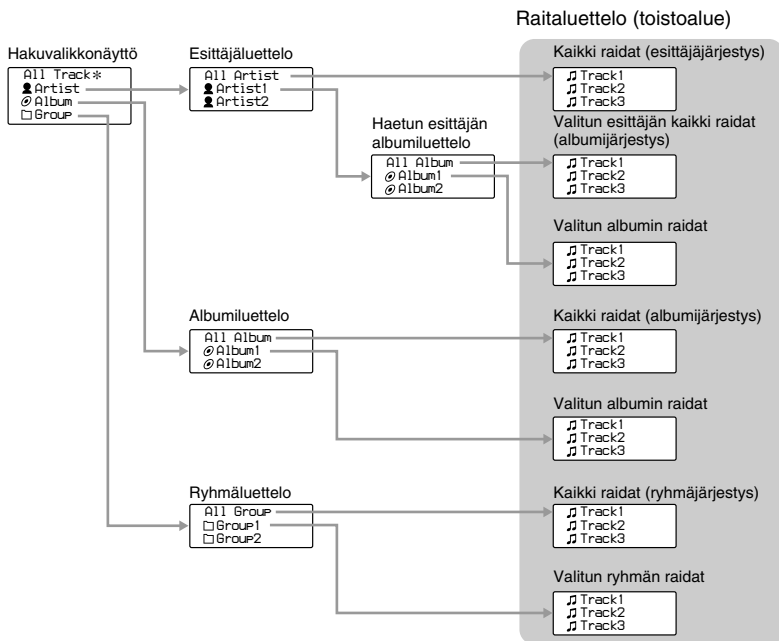 Raitaluettelo (toistoalue)
Hakuvalikkonäyttö
All Track*
Artist
Album
Group
Esittäjäluettelo
All Artist
Artist1
Artist2
Kaikki raidat (esittäjäjärjestys)
Track1
Track2
Track3
Haetun esittäjän
albumiluettelo
All Album
Album1
Album2
Valitun esittäjän kaikki raidat
(albumijärjestys)
Track1
Track2
Track3
Valitun albumin raidat
Track1
Track2
Track3
Albumiluettelo
All Album
Album1
Album2
Kaikki raidat (albumijärjestys)
Track1
Track2
Track3
Valitun albumin raidat
Track1
Track2
Track3
Ryhmäluettelo
All Group
Group1
Group2
Kaikki raidat (ryhmäjärjestys)
Track1
Track2
Track3
Valitun ryhmän raidat
Track1
Track2
Track3